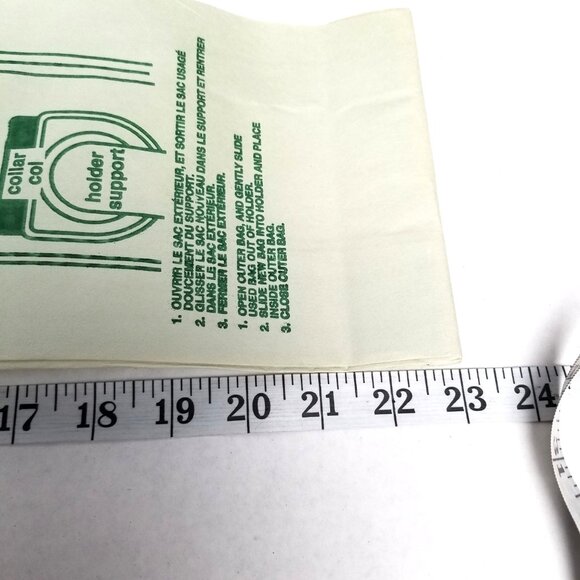 collar
col
holder
support
1. OUVRIR LE SAC EXTÉRIEUR, ET SORTIR LE SAC USAGÉ
DOUCEMENT DU SUPPORT.
2. GLISSER LE SAC NOUVEAU DANS LE SUPPORT ET RENTRER
DANS LE SAC EXTÉRIEUR.
3. FERMER LE SAC EXTÉRIEUR.
1. OPEN OUTER BAG, AND GENTLY SLIDE
USED BAG OUT OF HOLDER.
2. SLIDE NEW BAG INTO HOLDER AND PLACE
INSIDE OUTER BAG.
3. CLOSE OUTER BAG.
17 18 19 20 21 22 23 24